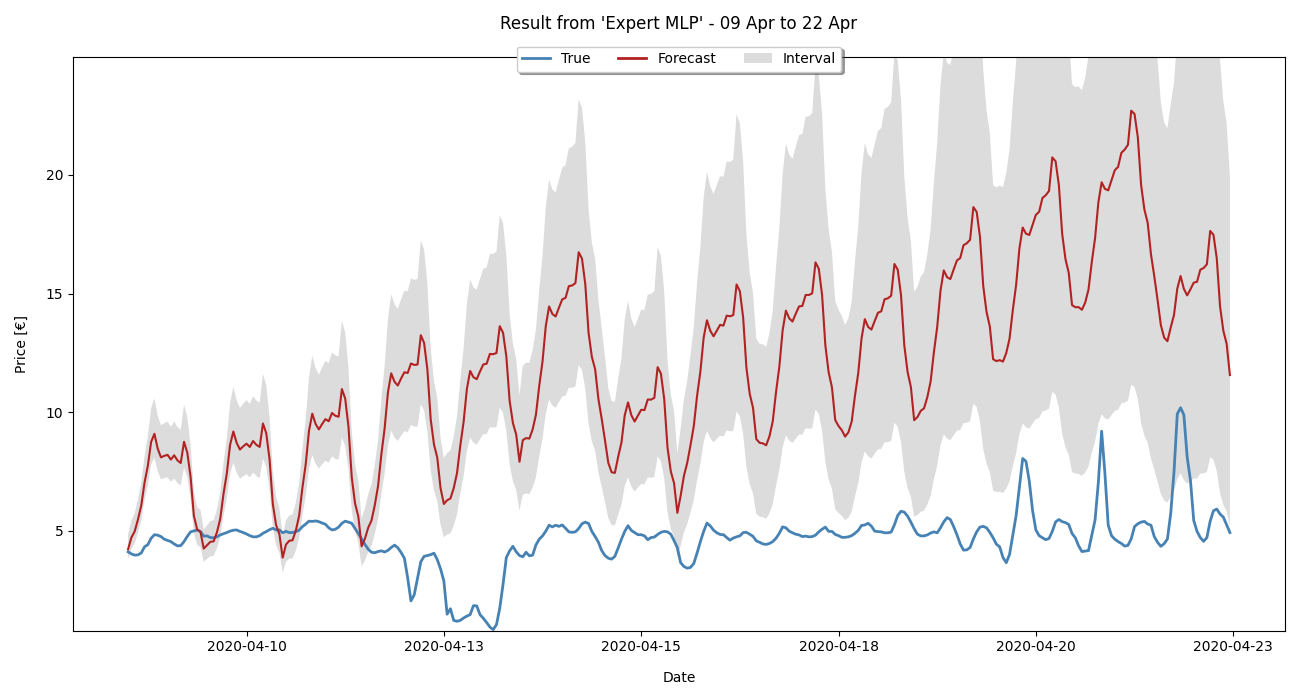 Result from 'Expert MLP' - 09 Apr to 22 Apr
True Forecast Interval
Price [€]
20
15
10
5
2020-04-10 2020-04-13 2020-04-15 2020-04-18 2020-04-20 2020-04-23
Date